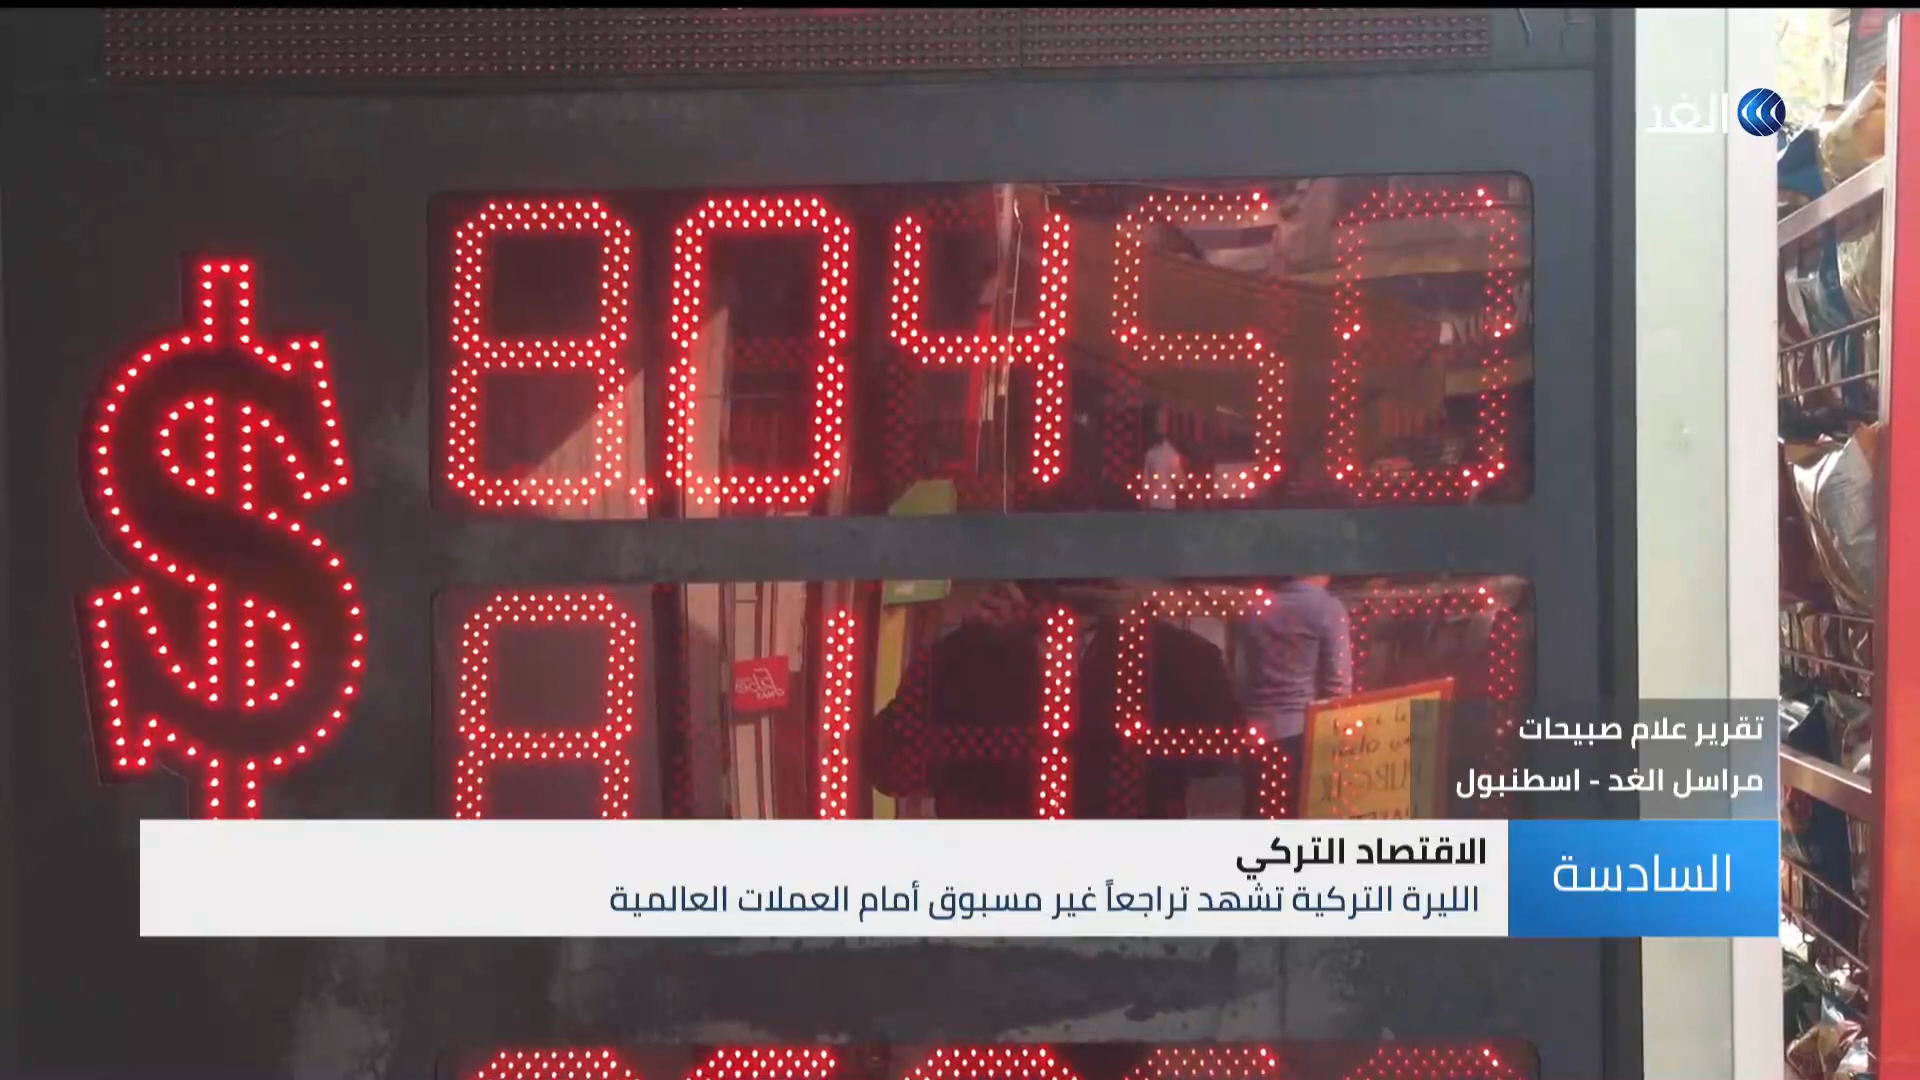 الغد
$
8.0450
تقرير علام صبيحات
مراسل الغد - اسطنبول
السادسة
الاقتصاد التركي
الليرة التركية تشهد تراجعاً غير مسبوق أمام العملات العالمية